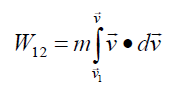 W₁₂ = m ∫_{v⃗₁}^{v⃗} v⃗ • dv⃗